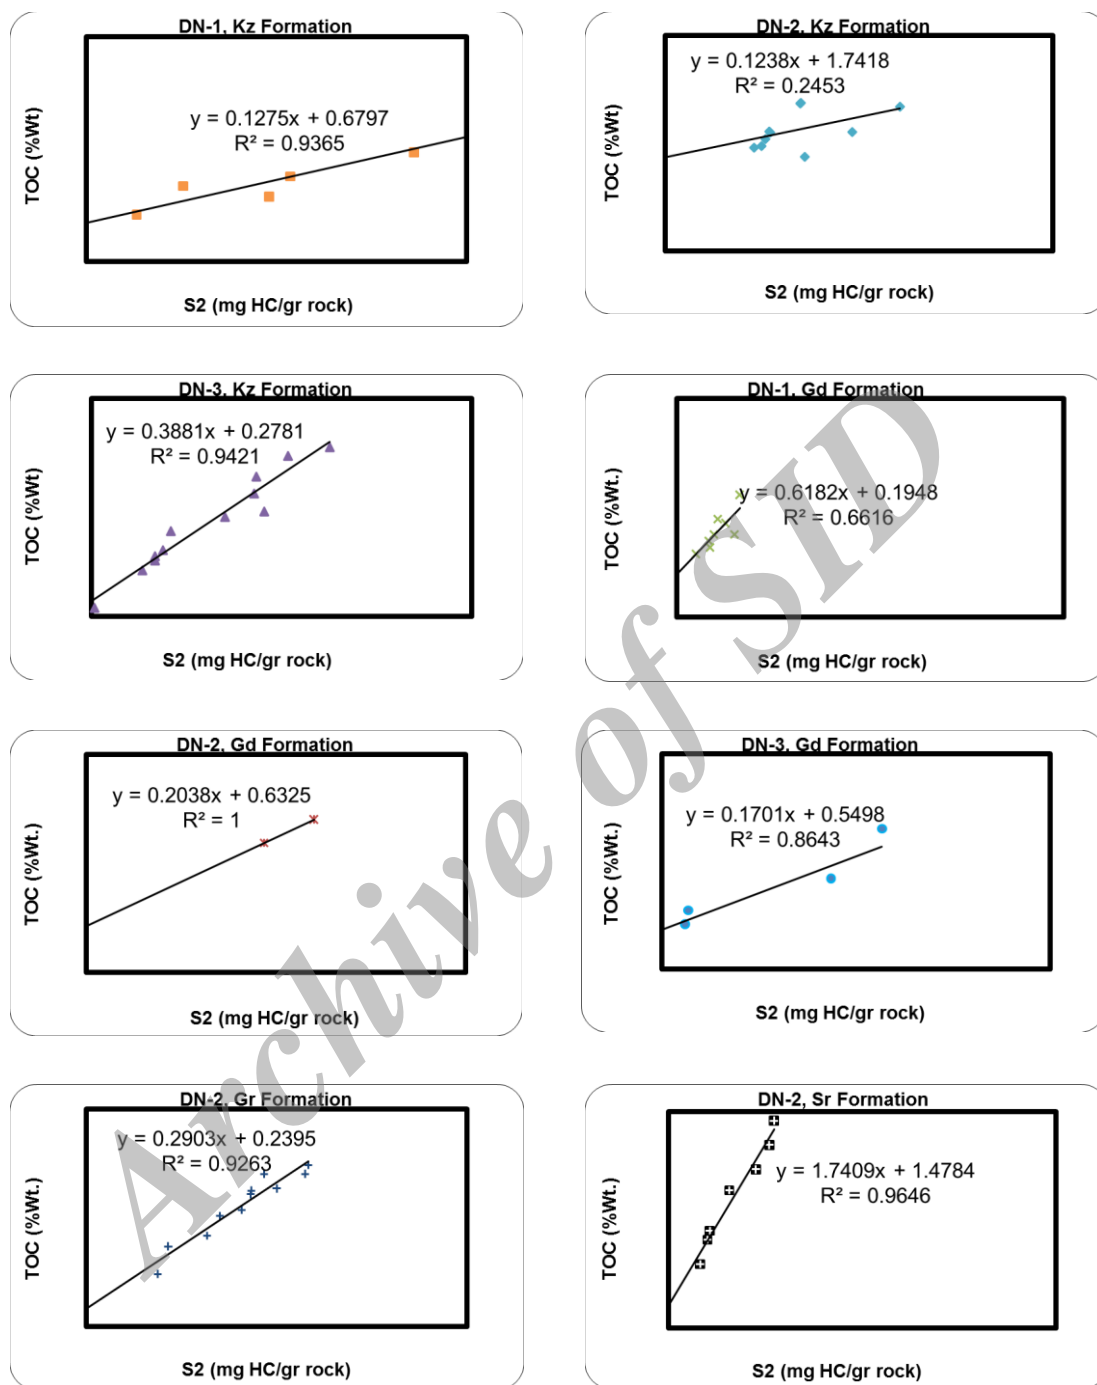 DN-1, Kz Formation
y = 0.1275x + 0.6797
R² = 0.9365
TOC (%Wt)
S2 (mg HC/gr rock)
DN-2, Kz Formation
y = 0.1238x + 1.7418
R² = 0.2453
TOC (%Wt)
S2 (mg HC/gr rock)
DN-3, Kz Formation
y = 0.3881x + 0.2781
R² = 0.9421
TOC (%Wt)
S2 (mg HC/gr rock)
DN-1, Gd Formation
y = 0.6182x + 0.1948
R² = 0.6616
TOC (%Wt.)
S2 (mg HC/gr rock)
DN-2, Gd Formation
y = 0.2038x + 0.6325
R² = 1
TOC (%Wt.)
S2 (mg HC/gr rock)
DN-3, Gd Formation
y = 0.1701x + 0.5498
R² = 0.8643
TOC (%Wt.)
S2 (mg HC/gr rock)
DN-2, Gr Formation
y = 0.2903x + 0.2395
R² = 0.9263
TOC (%Wt.)
S2 (mg HC/gr rock)
DN-2, Sr Formation
y = 1.7409x + 1.4784
R² = 0.9646
TOC (%Wt.)
S2 (mg HC/gr rock)
Archive of SID